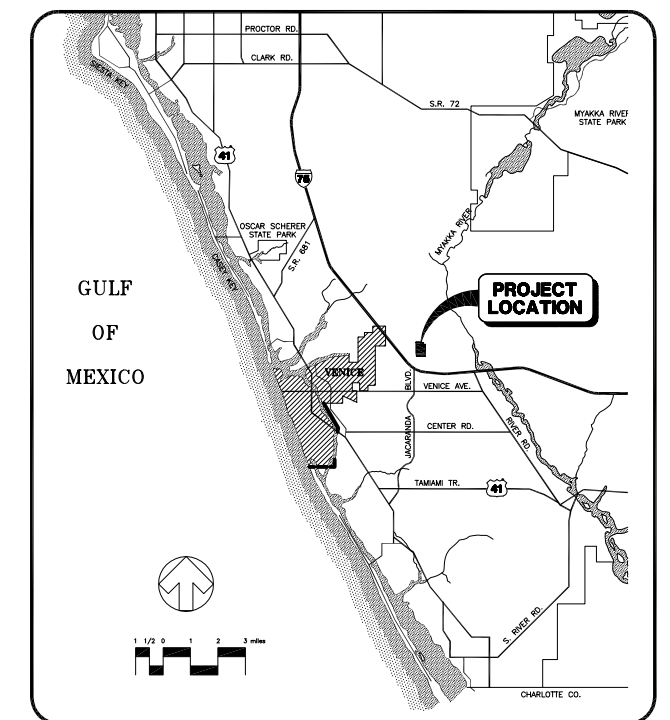 PROCTOR RD.
CLARK RD.
SIESTA KEY
S.R. 72
MYAKKA RIVER
STATE PARK
41
75
MYAKKA RIVER
OSCAR SCHERER
STATE PARK
S.R. 681
CASEY KEY
GULF
OF
MEXICO
PROJECT
LOCATION
VENICE
JACARANDA BLVD.
VENICE AVE.
CENTER RD.
RIVER RD.
TAMIAMI TR.
41
1 1/2 0 1 2 3 miles
S. RIVER RD.
CHARLOTTE CO.